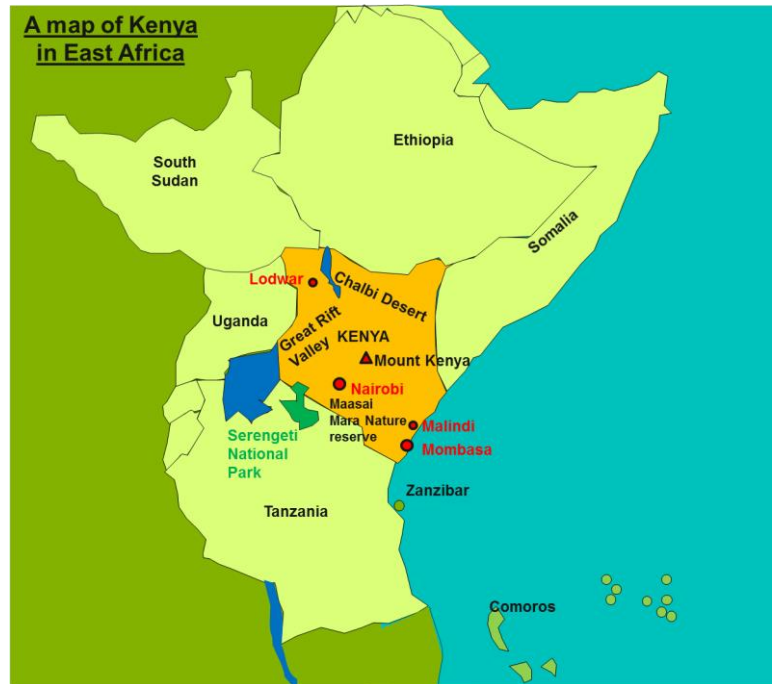 A map of Kenya
in East Africa
South
Sudan
Ethiopia
Somalia
Lodwar
Chalbi Desert
Uganda
Great Rift
Valley
KENYA
Mount Kenya
Nairobi
Maasai
Mara Nature
reserve
Malindi
Mombasa
Serengeti
National
Park
Zanzibar
Tanzania
Comoros